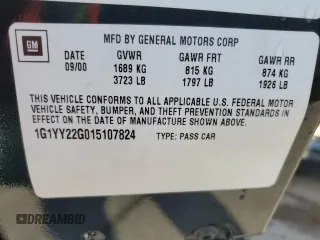 GM
MFD BY GENERAL MOTORS CORP
DATE GVWR GAWR FRT GAWR RR
09/00 1689 KG 815 KG 874 KG
3723 LB 1797 LB 1926 LB
THIS VEHICLE CONFORMS TO ALL APPLICABLE U.S. FEDERAL MOTOR
VEHICLE SAFETY, BUMPER, AND THEFT PREVENTION STANDARDS IN
EFFECT ON THE DATE OF MANUFACTURE SHOWN ABOVE.
1G1YY22G015107824 TYPE: PASS CAR
© GRABBID 2025